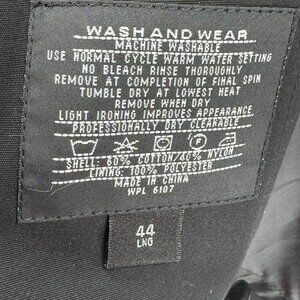 WASH AND WEAR
MACHINE WASHABLE
USE NORMAL CYCLE WARM WATER SETTING
NO BLEACH RINSE THOROUGHLY
REMOVE AT COMPLETION OF FINAL SPIN
TUMBLE DRY AT LOWEST HEAT
REMOVE WHEN DRY
LIGHT IRONING IMPROVES APPEARANCE
PROFESSIONALLY DRY CLEANABLE
SHELL: 60% COTTON/40% NYLON
LINING: 100% POLYESTER
MADE IN CHINA
WPL 6107
44
LNG